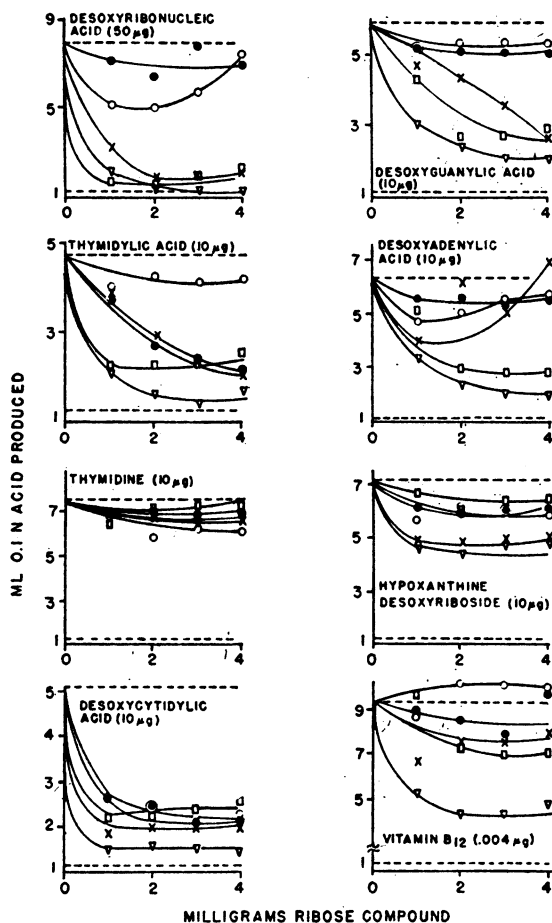 ML 0.1 N ACID PRODUCED
9
DESOXYRIBONUCLEIC
ACID (50 µg)
5
1
0 2 4
5
3
DESOXYGUANYLIC ACID
(10 µg)
1
0 2 4
5
THYMIDYLIC ACID (10 µg)
3
1
0 2 4
7
DESOXYADENYLIC
ACID (10 µg)
5
3
1
0 2 4
THYMIDINE (10 µg)
7
5
3
1
0 2 4
7
5
3
HYPOXANTHINE
DESOXYRIBOSIDE (10 µg)
1
0 2 4
5
DESOXYCYTIDYLIC
ACID (10 µg)
3
2
1
0 2 4
9
7
5
VITAMIN B12 (.004 µg)
1
0 2 4
MILLIGRAMS RIBOSE COMPOUND